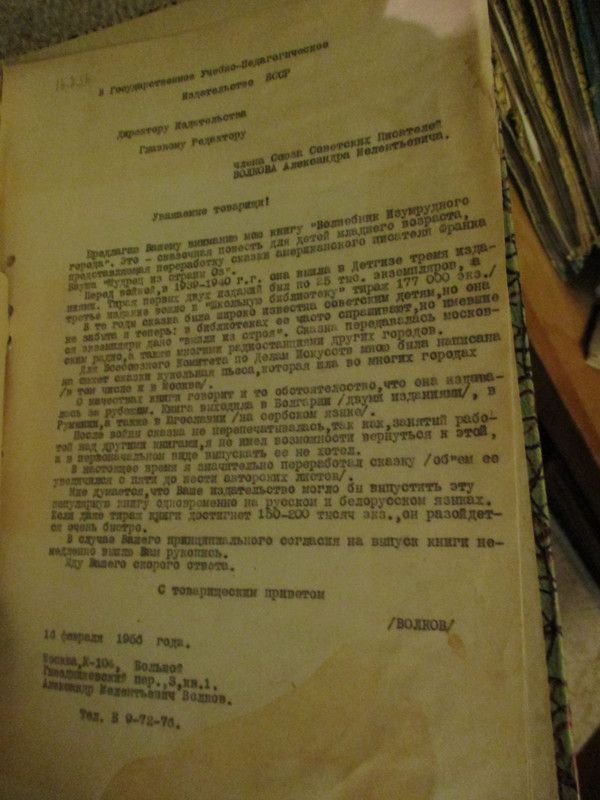 16.2.56
В Государственное Учебно-Педагогическое
Издательство БССР
Директору Издательства
Главному Редактору
члена Союза Советских Писателей
ВОЛКОВА Александра Мелентьевича.
Уважаемые товарищи!
Предлагаю Вашему вниманию мою книгу "Волшебник Изумрудного
города". Это - сказочная повесть для детей младшего возраста,
представляющая переработку сказки американского писателя Франка
Баума "Мудрец из страны Оз".
Перед войной, в 1939-1940 г.г. она вышла в Детгизе тремя изда-
ниях. Тираж первых двух изданий был по 25 тыс. экземпляров, а
третье издание вошло в "Школьную библиотеку" тираж 177 000 экз./
В те годы сказка была широко известна советским детям, но она
не забыта и теперь: в библиотеках ее часто спрашивают, но имевшие
ся экземпляры давно "вышли из строя". Сказка передавалась москов-
ским радио, а также многими радиостанциями других городов.
Для Всесоюзного Комитета по Делам Искусств мною была написана
на сюжет сказки кукольная пьеса, которая шла во многих городах
/в том числе и в Москве/.
О качествах книги говорит и то обстоятельство, что она издава-
лась за рубежом. Книга выходила в Болгарии /двумя изданиями/, в
Румынии, а также в Югославии /на сербском языке/.
После войны сказка не перепечатывалась, так как, занятый рабо-
той над другими книгами, я не имел возможности вернуться к этой,
а в первоначальном виде выпускать ее не хотел.
В настоящее время я значительно переработал сказку /об"ем ее
увеличился с пяти до шести авторских листов/.
Мне думается, что Ваше издательство могло бы выпустить эту
популярную книгу одновременно на русском и белорусском языках.
Если даже тираж книги достигнет 150-200 тысяч экз., он разойдет-
ся очень быстро.
В случае Вашего принципиального согласия на выпуск книги не-
медленно вышлю Вам рукопись.
Жду Вашего скорого ответа.
С товарищеским приветом
/ВОЛКОВ/
16 февраля 1956 года.
Москва, К-104, Большой
Гнездниковский пер., 3, кв.1.
Александр Мелентьевич Волков.
Тел. Б 9-72-76.